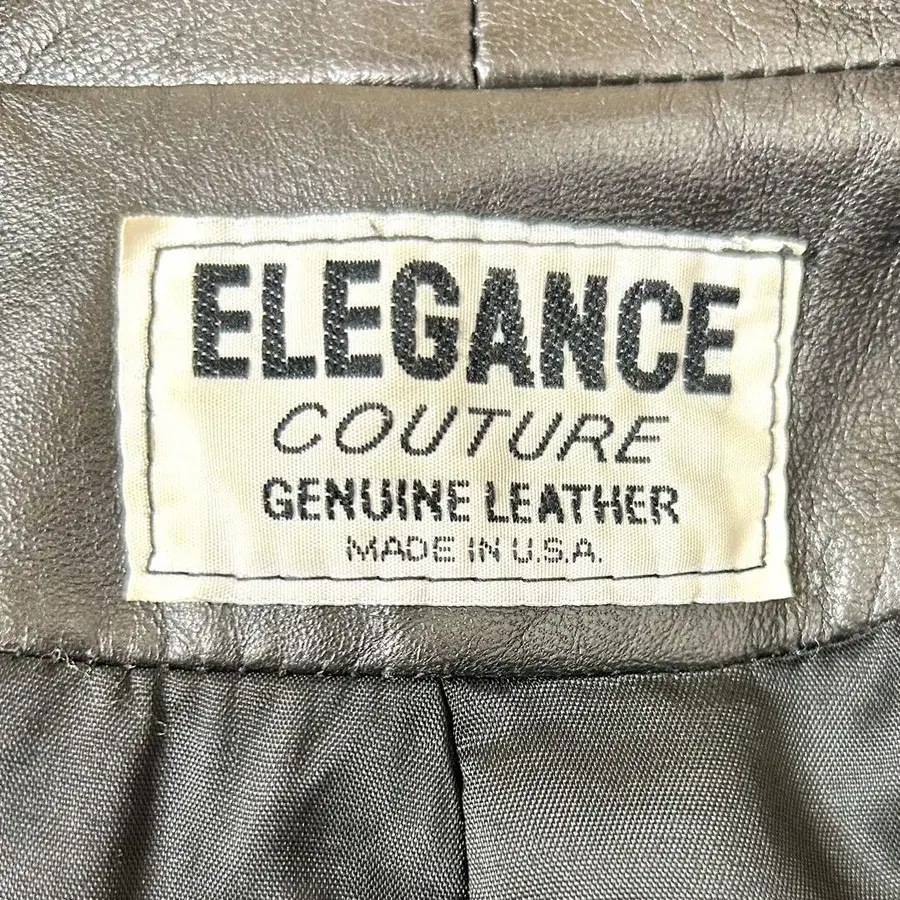 ELEGANCE
COUTURE
GENUINE LEATHER
MADE IN U.S.A.